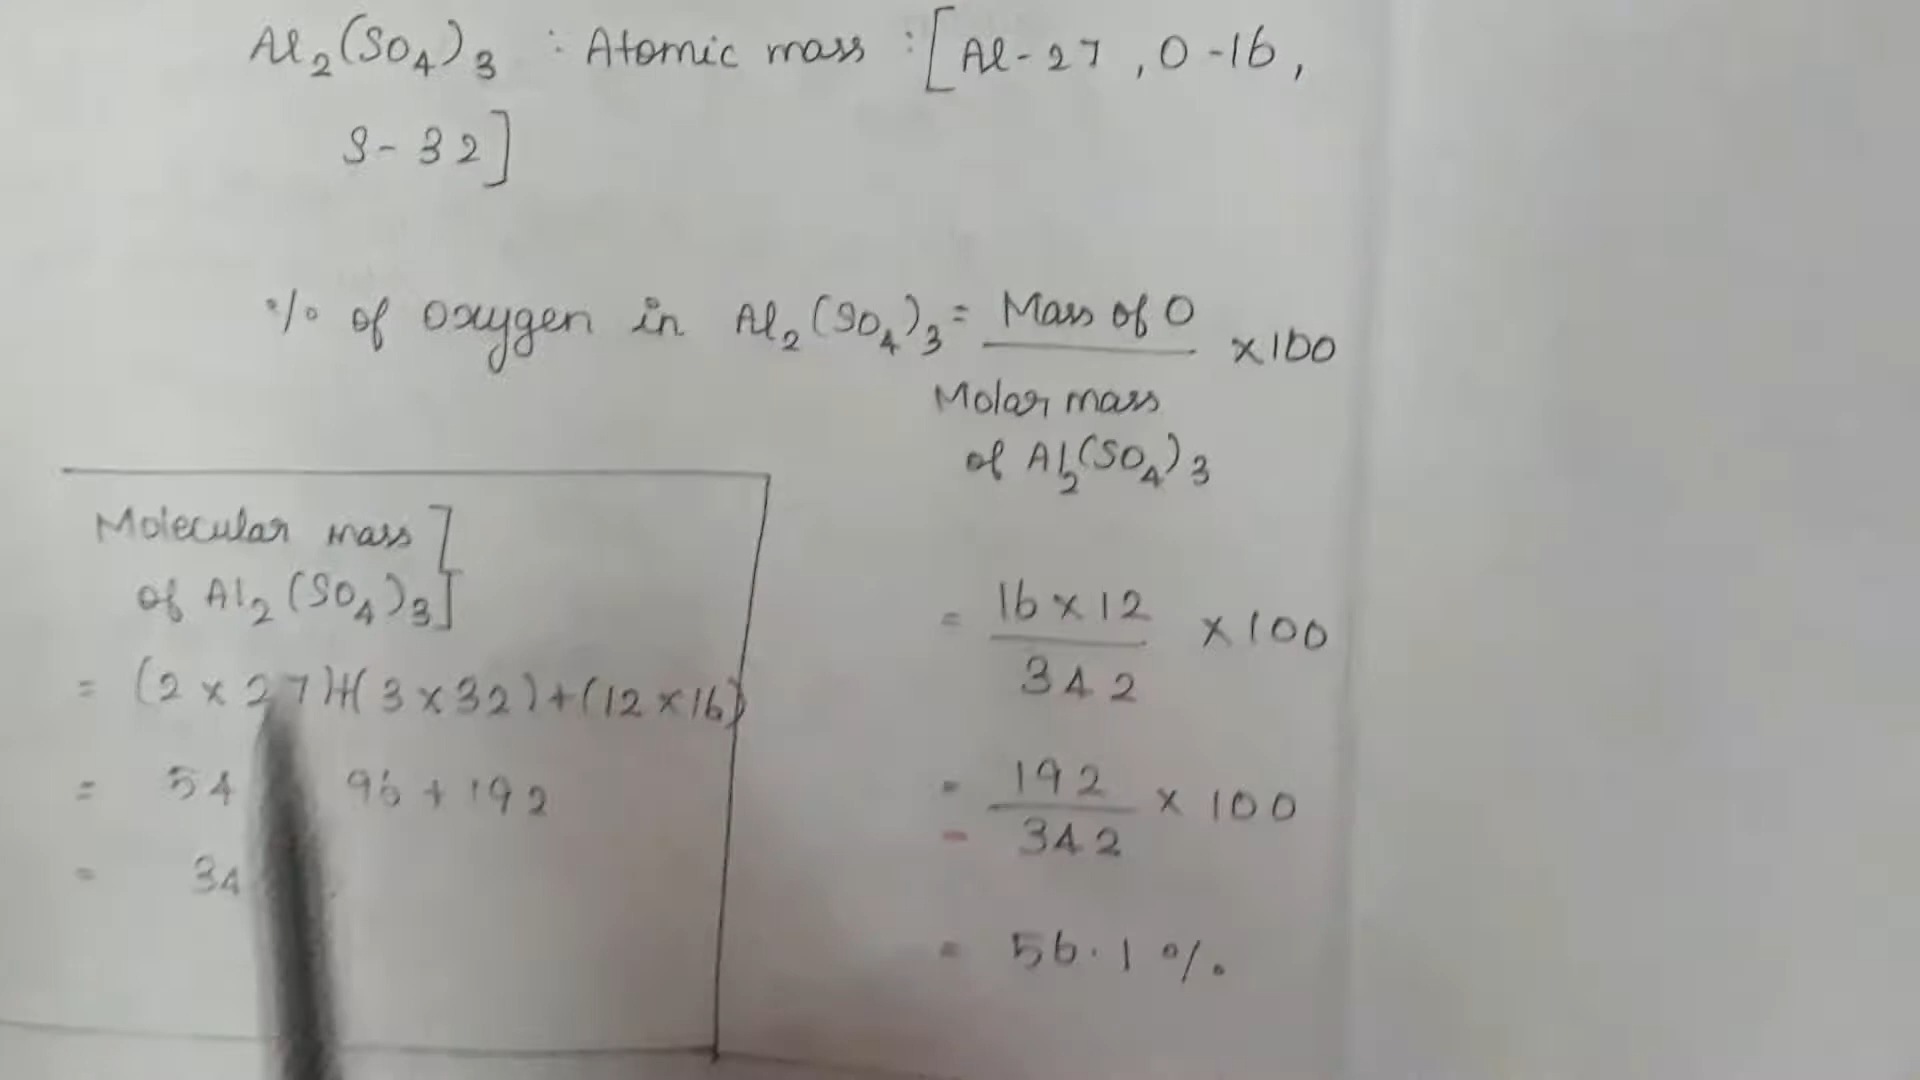 Al2(SO4)3 : Atomic mass : [Al-27, O-16,
S-32]
% of oxygen in Al2(SO4)3 = Mass of O × 100
Molar mass
of Al2(SO4)3
Molecular mass]
of Al2(SO4)3]
= (2 × 27)+(3 × 32)+(12 × 16)
= 54 96 + 192
= 34
= 16 × 12 × 100
342
= 192 × 100
342
= 56.1 %